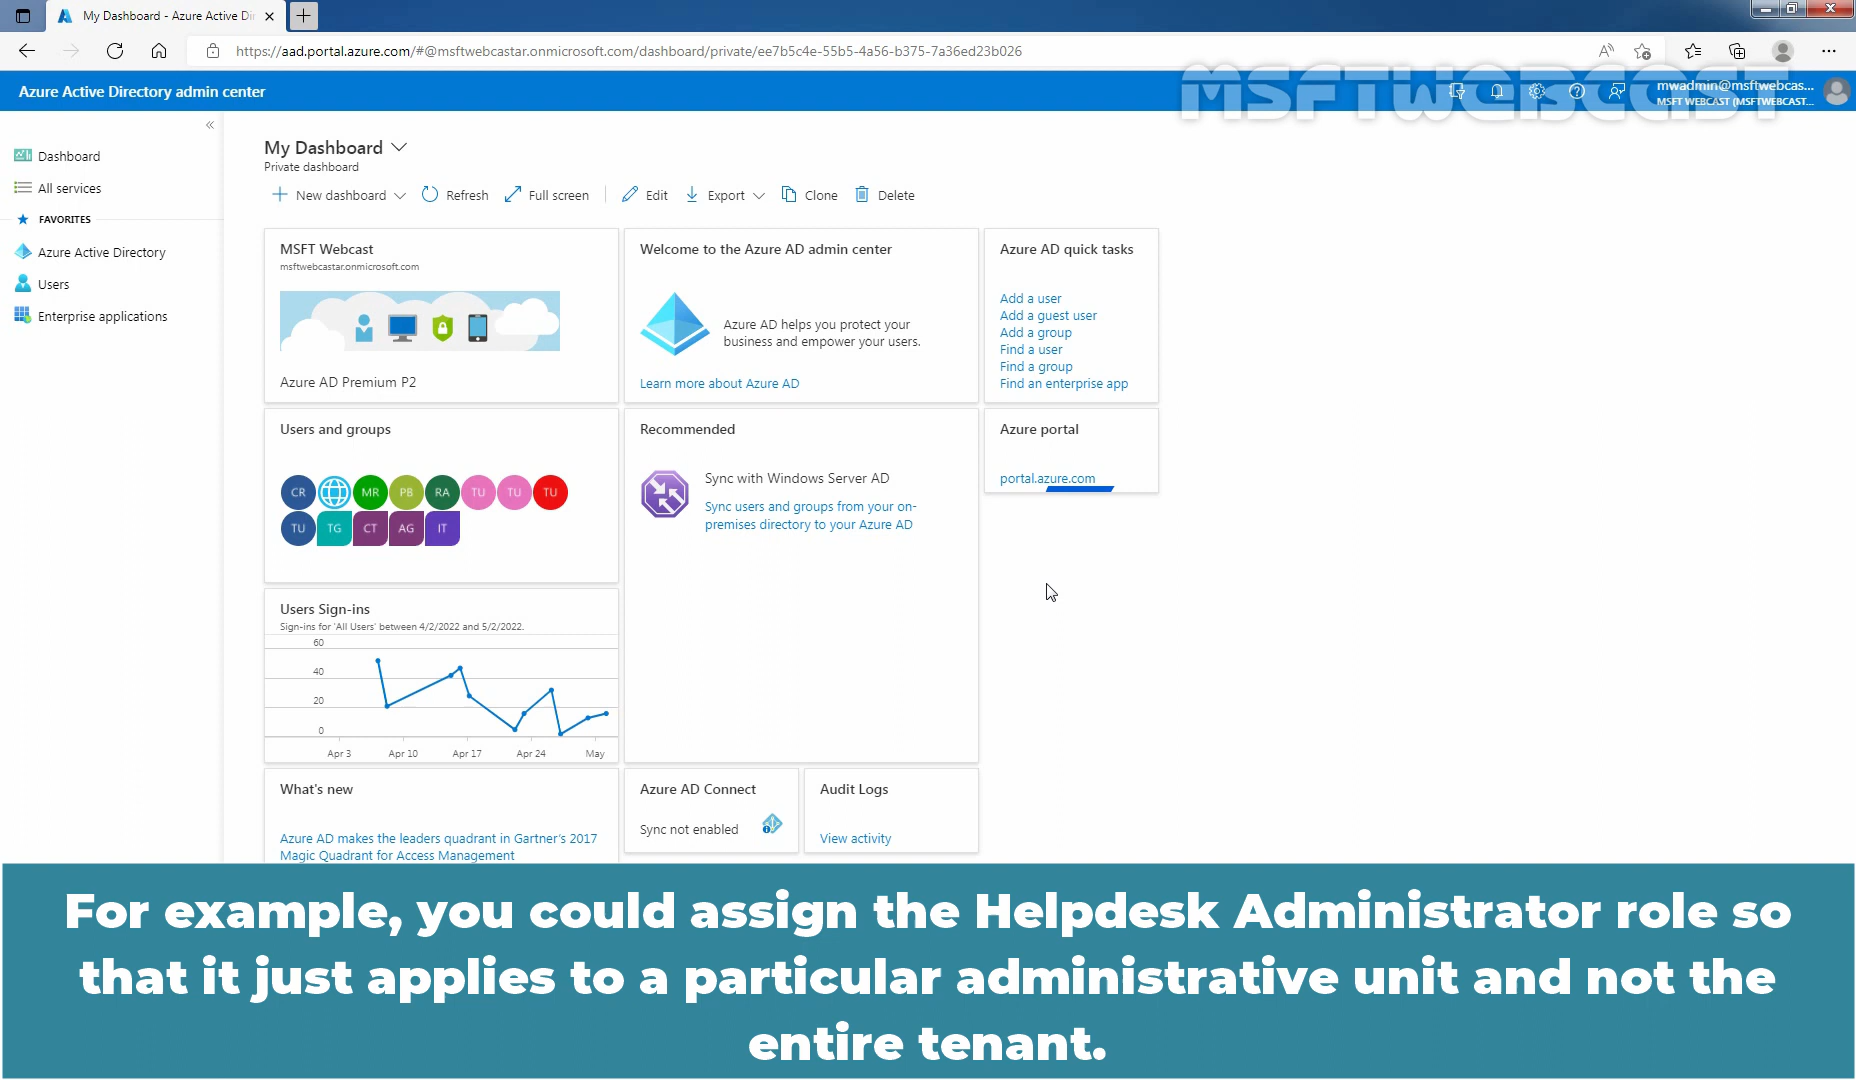 My Dashboard - Azure Active Dir
https://aad.portal.azure.com/#@msftwebcastar.onmicrosoft.com/dashboard/private/ee7b5c4e-55b5-4a56-b375-7a36ed23b026
Azure Active Directory admin center
MSFTWEBCAST
mwadmin@msftwebcas...
MSFT WEBCAST (MSFTWEBCAST...
Dashboard
All services
FAVORITES
Azure Active Directory
Users
Enterprise applications
My Dashboard
Private dashboard
New dashboard
Refresh
Full screen
Edit
Export
Clone
Delete
MSFT Webcast
msftwebcastar.onmicrosoft.com
Azure AD Premium P2
Welcome to the Azure AD admin center
Azure AD helps you protect your
business and empower your users.
Learn more about Azure AD
Azure AD quick tasks
Add a user
Add a guest user
Add a group
Find a user
Find a group
Find an enterprise app
Users and groups
CR MR PB RA TU TU TU
TU TG CT AG IT
Recommended
Sync with Windows Server AD
Sync users and groups from your on-
premises directory to your Azure AD
Azure portal
portal.azure.com
Users Sign-ins
Sign-ins for 'All Users' between 4/2/2022 and 5/2/2022.
60
40
20
0
Apr 3 Apr 10 Apr 17 Apr 24 May
What's new
Azure AD makes the leaders quadrant in Gartner's 2017
Magic Quadrant for Access Management
Azure AD Connect
Sync not enabled
Audit Logs
View activity
For example, you could assign the Helpdesk Administrator role so
that it just applies to a particular administrative unit and not the
entire tenant.